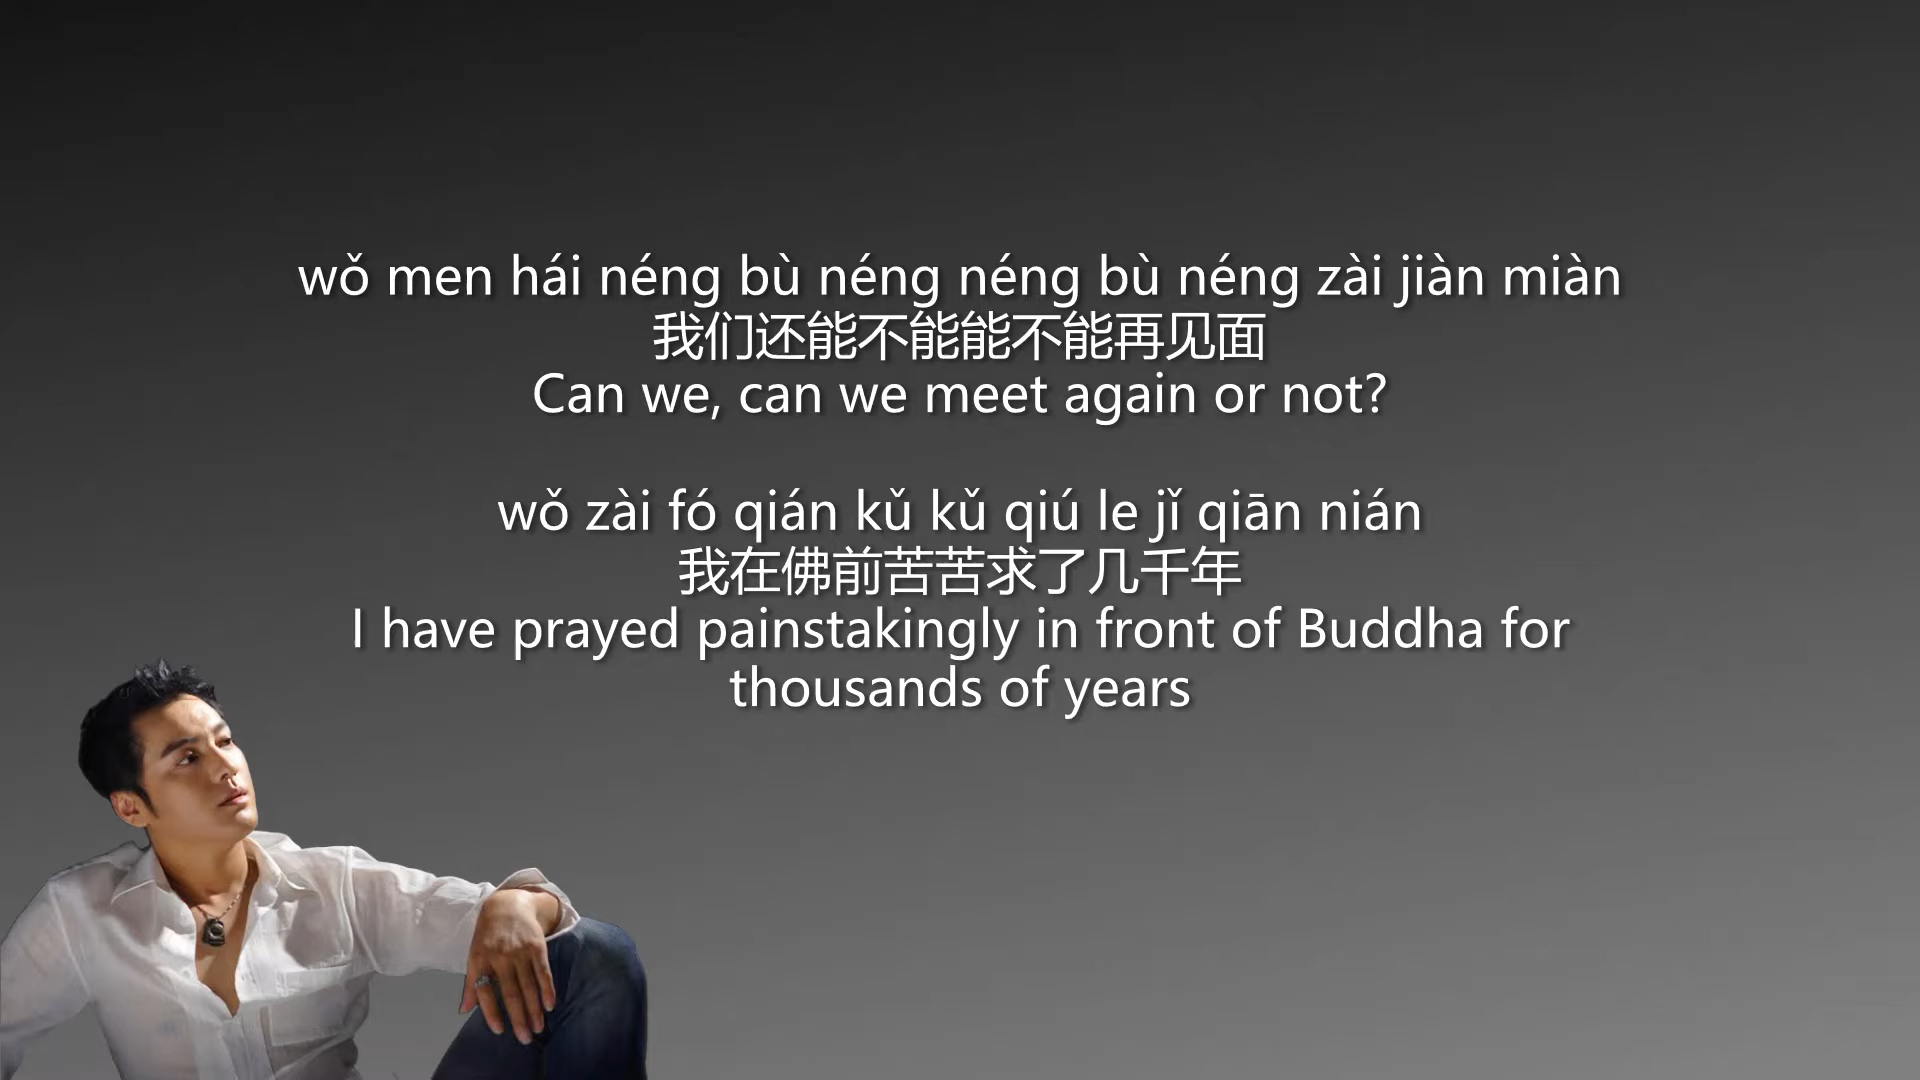 wǒ men hái néng bù néng néng bù néng zài jiàn miàn
我们还能不能能不能再见面
Can we, can we meet again or not?
wǒ zài fó qián kǔ kǔ qiú le jǐ qiān nián
我在佛前苦苦求了几千年
I have prayed painstakingly in front of Buddha for
thousands of years